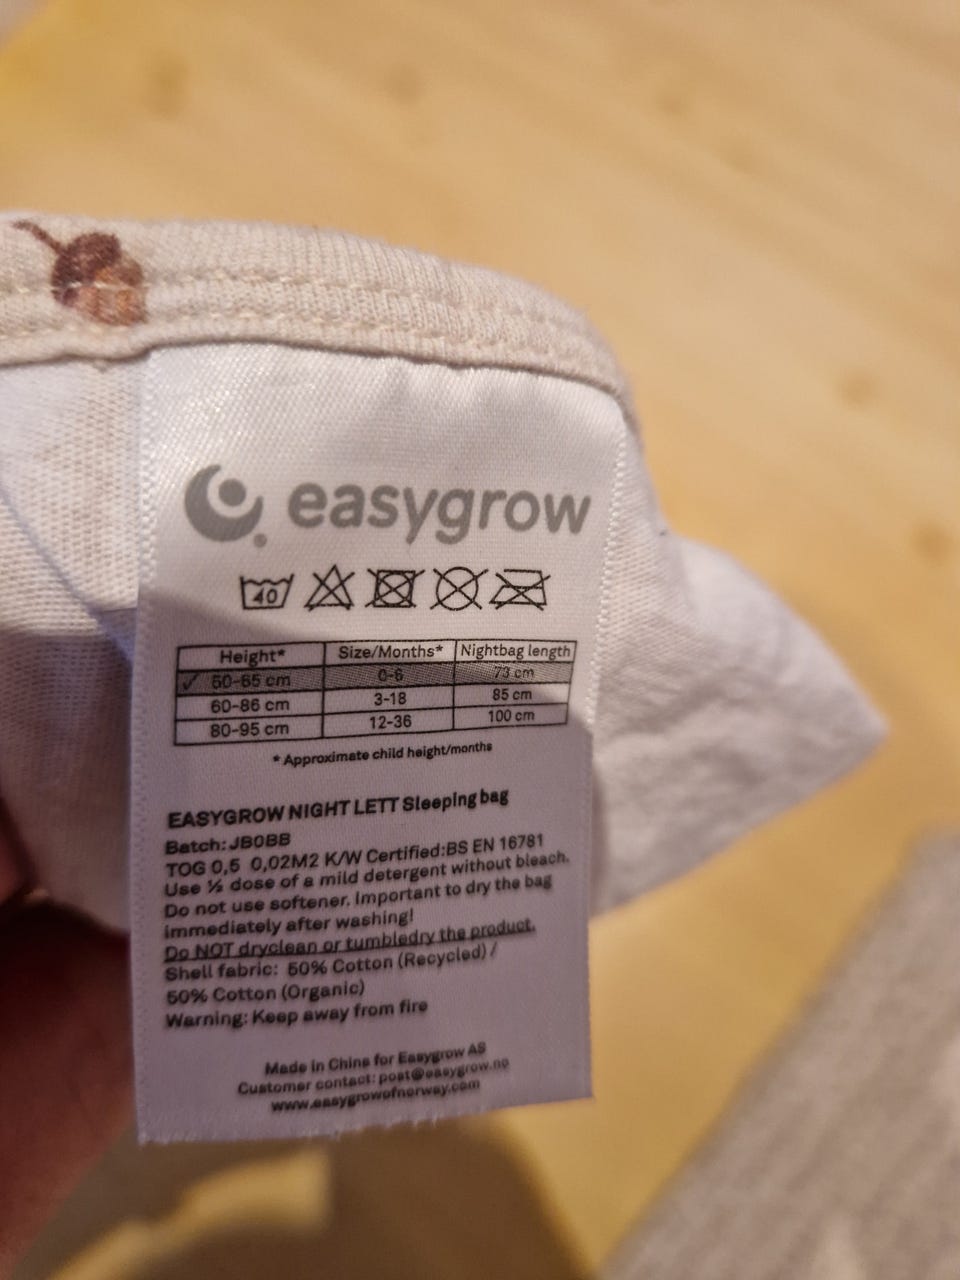 easygrow
40
Height* Size/Months* Nightbag length
✓ 50-65 cm 0-6 73 cm
60-86 cm 3-18 85 cm
80-95 cm 12-36 100 cm
* Approximate child height/months
EASYGROW NIGHT LETT Sleeping bag
Batch: JB0BB
TOG 0,5 0,02M2 K/W Certified:BS EN 16781
Use ½ dose of a mild detergent without bleach.
Do not use softener. Important to dry the bag
immediately after washing!
Do NOT dryclean or tumbledry the product.
Shell fabric: 50% Cotton (Recycled) /
50% Cotton (Organic)
Warning: Keep away from fire
Made in China for Easygrow AS
Customer contact: post@easygrow.no
www.easygrowofnorway.com